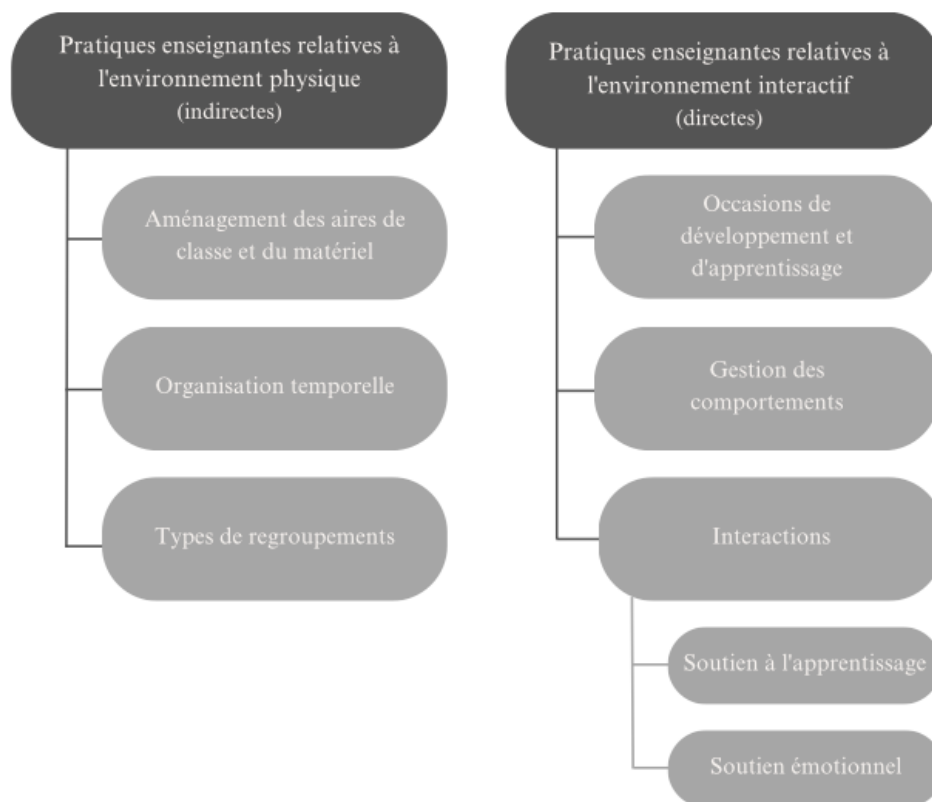 Pratiques enseignantes relatives à
l'environnement physique
(indirectes)
Aménagement des aires de
classe et du matériel
Organisation temporelle
Types de regroupements
Pratiques enseignantes relatives à
l'environnement interactif
(directes)
Occasions de
développement et
d'apprentissage
Gestion des
comportements
Interactions
Soutien à l'apprentissage
Soutien émotionnel